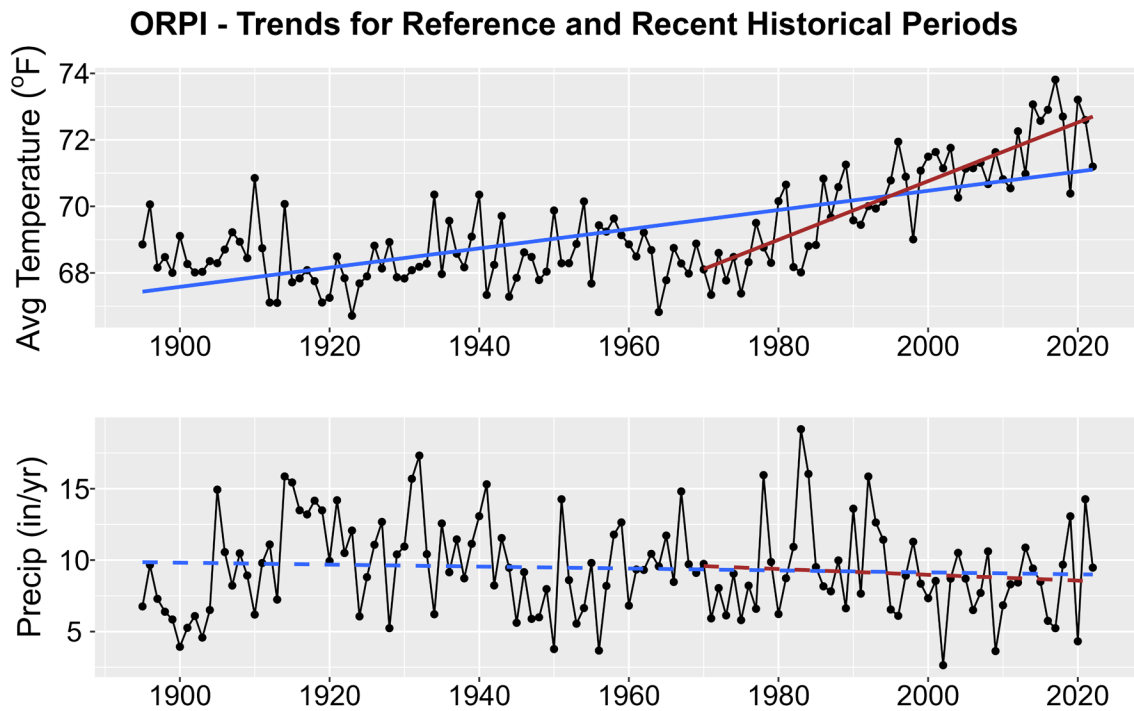 ORPI - Trends for Reference and Recent Historical Periods
Avg Temperature (°F)
74
72
70
68
1900 1920 1940 1960 1980 2000 2020
Precip (in/yr)
15
10
5
1900 1920 1940 1960 1980 2000 2020